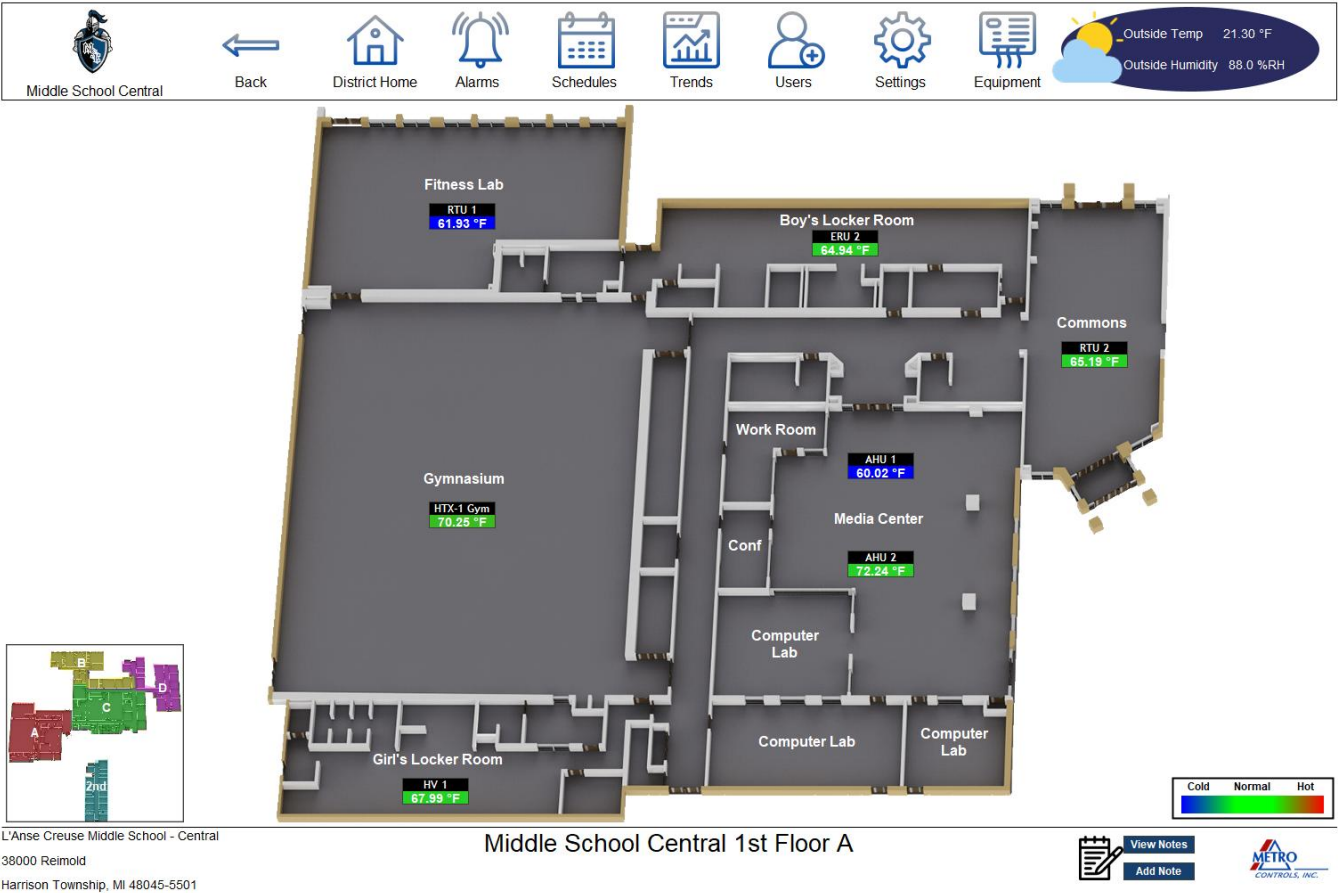 Middle School Central
Back
District Home
Alarms
Schedules
Trends
Users
Settings
Equipment
Outside Temp 21.30 °F
Outside Humidity 88.0 %RH
Fitness Lab
RTU 1
61.93 °F
Boy's Locker Room
ERU 2
64.94 °F
Commons
RTU 2
65.19 °F
Work Room
AHU 1
60.02 °F
Gymnasium
HTX-1 Gym
70.25 °F
Media Center
Conf
AHU 2
72.24 °F
Computer
Lab
Computer Lab
Computer
Lab
Girl's Locker Room
HV 1
67.99 °F
B
D
C
A
2nd
Cold Normal Hot
L'Anse Creuse Middle School - Central
38000 Reimold
Harrison Township, MI 48045-5501
Middle School Central 1st Floor A
View Notes
Add Note
METRO
CONTROLS, INC.